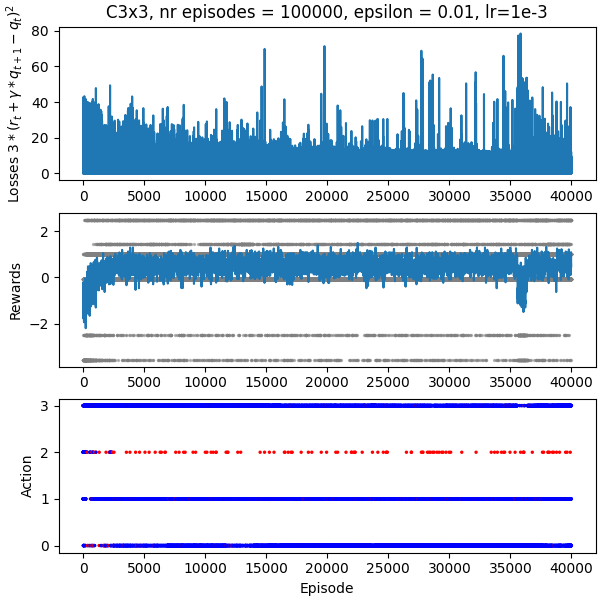 C3x3, nr episodes = 100000, epsilon = 0.01, lr=1e-3
Losses 3 * (r_t + γ * q_{t+1} − q_t)^2
80
60
40
20
0
0 5000 10000 15000 20000 25000 30000 35000 40000
Rewards
2
0
−2
0 5000 10000 15000 20000 25000 30000 35000 40000
Action
3
2
1
0
0 5000 10000 15000 20000 25000 30000 35000 40000
Episode